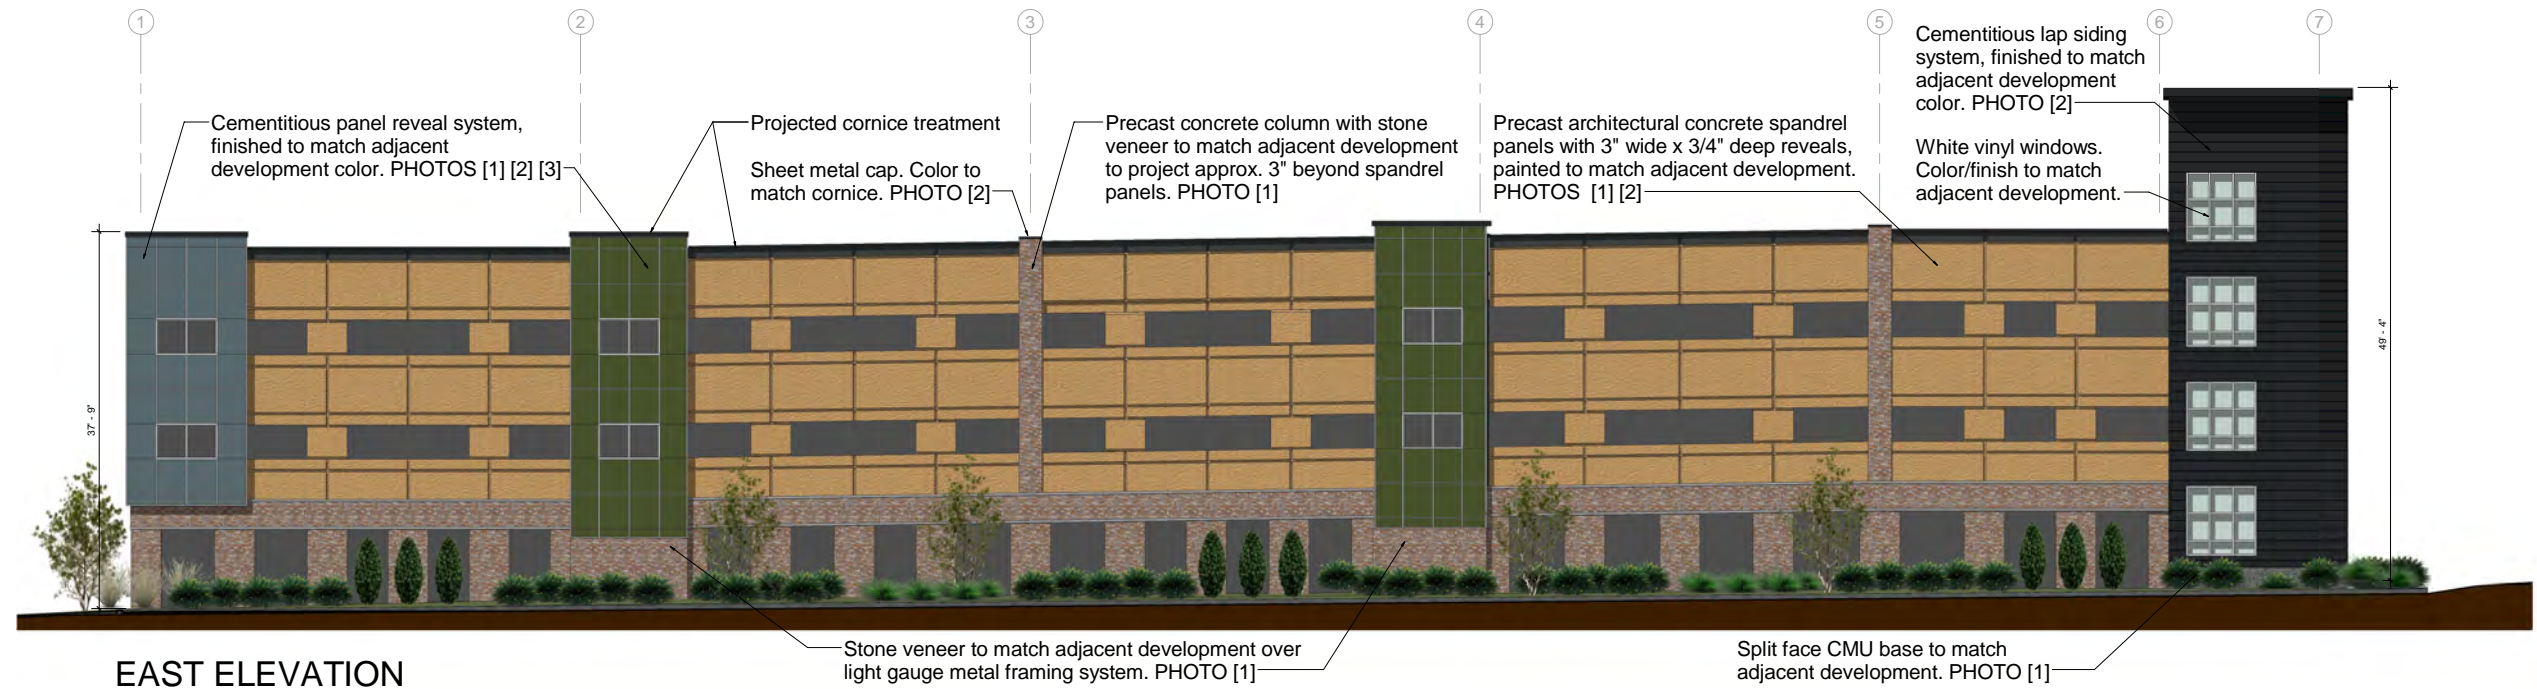 1
2
3
4
5
6
7
Cementitious panel reveal system,
finished to match adjacent
development color. PHOTOS [1] [2] [3]
Projected cornice treatment
Sheet metal cap. Color to
match cornice. PHOTO [2]
Precast concrete column with stone
veneer to match adjacent development
to project approx. 3" beyond spandrel
panels. PHOTO [1]
Precast architectural concrete spandrel
panels with 3" wide x 3/4" deep reveals,
painted to match adjacent development.
PHOTOS [1] [2]
Cementitious lap siding
system, finished to match
adjacent development
color. PHOTO [2]
White vinyl windows.
Color/finish to match
adjacent development.
37' - 9"
49' - 4"
Stone veneer to match adjacent development over
light gauge metal framing system. PHOTO [1]
Split face CMU base to match
adjacent development. PHOTO [1]
EAST ELEVATION